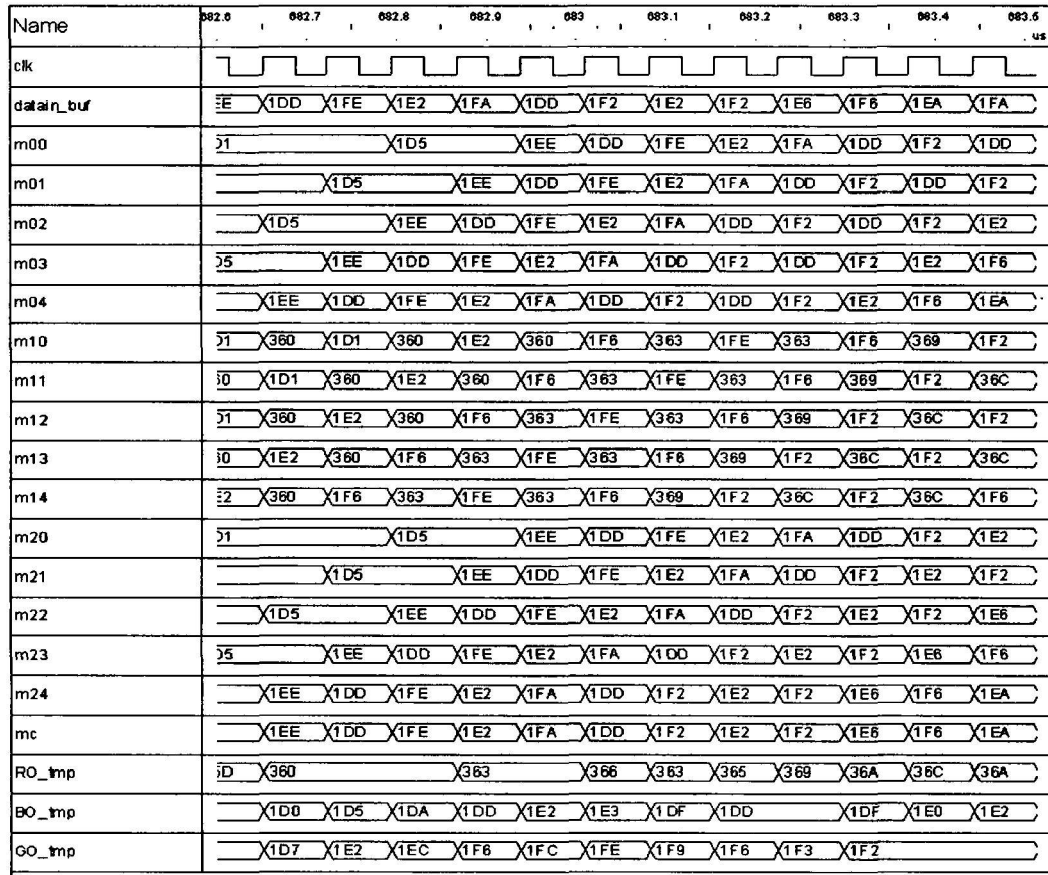 Name 682.6 682.7 682.8 682.9 683 683.1 683.2 683.3 683.4 683.5
us
clk
datain_buf EE 1DD 1FE 1E2 1FA 1DD 1F2 1E2 1F2 1E6 1F6 1EA 1FA
m00 D1 1D5 1EE 1DD 1FE 1E2 1FA 1DD 1F2 1DD
m01 1D5 1EE 1DD 1FE 1E2 1FA 1DD 1F2 1DD 1F2
m02 1D5 1EE 1DD 1FE 1E2 1FA 1DD 1F2 1DD 1F2 1E2
m03 D5 1EE 1DD 1FE 1E2 1FA 1DD 1F2 1DD 1F2 1E2 1F6
m04 1EE 1DD 1FE 1E2 1FA 1DD 1F2 1DD 1F2 1E2 1F6 1EA
m10 D1 360 1D1 360 1E2 360 1F6 363 1FE 363 1F6 369 1F2
m11 60 1D1 360 1E2 360 1F6 363 1FE 363 1F6 369 1F2 36C
m12 D1 360 1E2 360 1F6 363 1FE 363 1F6 369 1F2 36C 1F2
m13 60 1E2 360 1F6 363 1FE 363 1F6 369 1F2 36C 1F2 36C
m14 E2 360 1F6 363 1FE 363 1F6 369 1F2 36C 1F2 36C 1F6
m20 D1 1D5 1EE 1DD 1FE 1E2 1FA 1DD 1F2 1E2
m21 1D5 1EE 1DD 1FE 1E2 1FA 1DD 1F2 1E2 1F2
m22 1D5 1EE 1DD 1FE 1E2 1FA 1DD 1F2 1E2 1F2 1E6
m23 D5 1EE 1DD 1FE 1E2 1FA 1DD 1F2 1E2 1F2 1E6 1F6
m24 1EE 1DD 1FE 1E2 1FA 1DD 1F2 1E2 1F2 1E6 1F6 1EA
mc 1EE 1DD 1FE 1E2 1FA 1DD 1F2 1E2 1F2 1E6 1F6 1EA
RO_tmp 5D 360 363 366 363 365 369 36A 36C 36A
BO_tmp 1D0 1D5 1DA 1DD 1E2 1E3 1DF 1DD 1DF 1E0 1E2
GO_tmp 1D7 1E2 1EC 1F6 1FC 1FE 1F9 1F6 1F3 1F2